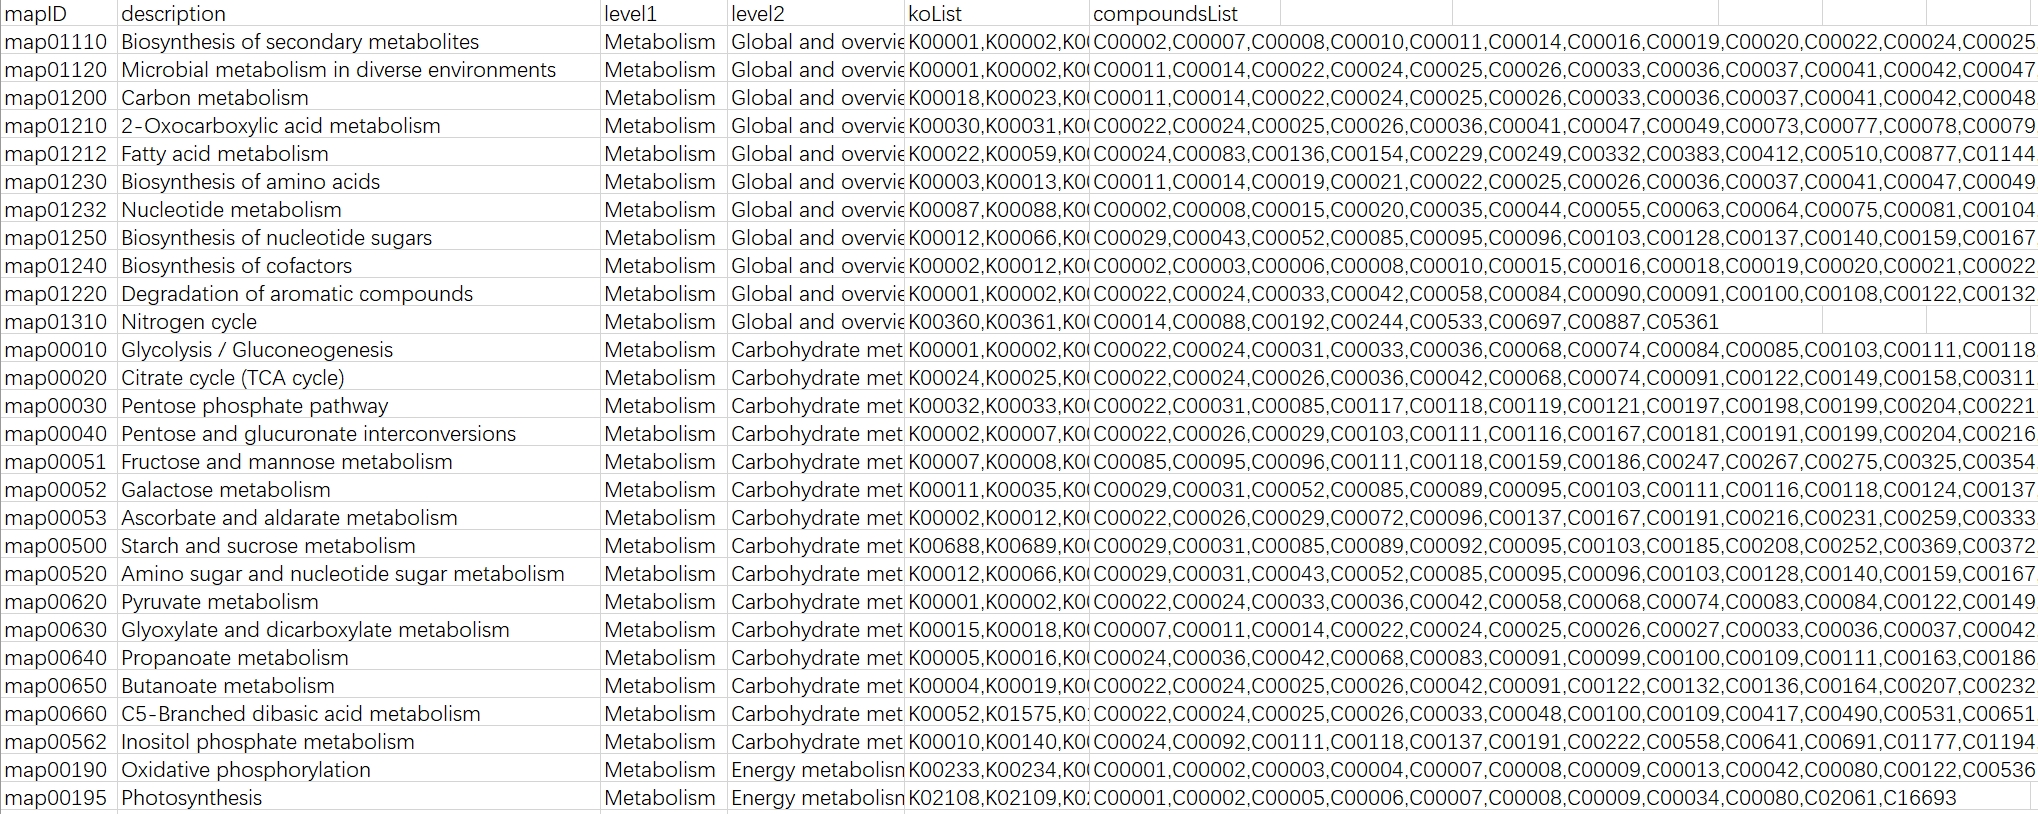 mapID description level1 level2 koList compoundsList
map01110 Biosynthesis of secondary metabolites Metabolism Global and overvie K00001,K00002,K00 C00002,C00007,C00008,C00010,C00011,C00014,C00016,C00019,C00020,C00022,C00024,C00025
map01120 Microbial metabolism in diverse environments Metabolism Global and overvie K00001,K00002,K00 C00011,C00014,C00022,C00024,C00025,C00026,C00033,C00036,C00037,C00041,C00042,C00047
map01200 Carbon metabolism Metabolism Global and overvie K00018,K00023,K00 C00011,C00014,C00022,C00024,C00025,C00026,C00033,C00036,C00037,C00041,C00042,C00048
map01210 2-Oxocarboxylic acid metabolism Metabolism Global and overvie K00030,K00031,K00 C00022,C00024,C00025,C00026,C00036,C00041,C00047,C00049,C00073,C00077,C00078,C00079
map01212 Fatty acid metabolism Metabolism Global and overvie K00022,K00059,K00 C00024,C00083,C00136,C00154,C00229,C00249,C00332,C00383,C00412,C00510,C00877,C01144
map01230 Biosynthesis of amino acids Metabolism Global and overvie K00003,K00013,K00 C00011,C00014,C00019,C00021,C00022,C00025,C00026,C00036,C00037,C00041,C00047,C00049
map01232 Nucleotide metabolism Metabolism Global and overvie K00087,K00088,K00 C00002,C00008,C00015,C00020,C00035,C00044,C00055,C00063,C00064,C00075,C00081,C00104
map01250 Biosynthesis of nucleotide sugars Metabolism Global and overvie K00012,K00066,K00 C00029,C00043,C00052,C00085,C00095,C00096,C00103,C00128,C00137,C00140,C00159,C00167
map01240 Biosynthesis of cofactors Metabolism Global and overvie K00002,K00012,K00 C00002,C00003,C00006,C00008,C00010,C00015,C00016,C00018,C00019,C00020,C00021,C00022
map01220 Degradation of aromatic compounds Metabolism Global and overvie K00001,K00002,K00 C00022,C00024,C00033,C00042,C00058,C00084,C00090,C00091,C00100,C00108,C00122,C00132
map01310 Nitrogen cycle Metabolism Global and overvie K00360,K00361,K00 C00014,C00088,C00192,C00244,C00533,C00697,C00887,C05361
map00010 Glycolysis / Gluconeogenesis Metabolism Carbohydrate met K00001,K00002,K00 C00022,C00024,C00031,C00033,C00036,C00068,C00074,C00084,C00085,C00103,C00111,C00118
map00020 Citrate cycle (TCA cycle) Metabolism Carbohydrate met K00024,K00025,K00 C00022,C00024,C00026,C00036,C00042,C00068,C00074,C00091,C00122,C00149,C00158,C00311
map00030 Pentose phosphate pathway Metabolism Carbohydrate met K00032,K00033,K00 C00022,C00031,C00085,C00117,C00118,C00119,C00121,C00197,C00198,C00199,C00204,C00221
map00040 Pentose and glucuronate interconversions Metabolism Carbohydrate met K00002,K00007,K00 C00022,C00026,C00029,C00103,C00111,C00116,C00167,C00181,C00191,C00199,C00204,C00216
map00051 Fructose and mannose metabolism Metabolism Carbohydrate met K00007,K00008,K00 C00085,C00095,C00096,C00111,C00118,C00159,C00186,C00247,C00267,C00275,C00325,C00354
map00052 Galactose metabolism Metabolism Carbohydrate met K00011,K00035,K00 C00029,C00031,C00052,C00085,C00089,C00095,C00103,C00111,C00116,C00118,C00124,C00137
map00053 Ascorbate and aldarate metabolism Metabolism Carbohydrate met K00002,K00012,K00 C00022,C00026,C00029,C00072,C00096,C00137,C00167,C00191,C00216,C00231,C00259,C00333
map00500 Starch and sucrose metabolism Metabolism Carbohydrate met K00688,K00689,K00 C00029,C00031,C00085,C00089,C00092,C00095,C00103,C00185,C00208,C00252,C00369,C00372
map00520 Amino sugar and nucleotide sugar metabolism Metabolism Carbohydrate met K00012,K00066,K00 C00029,C00031,C00043,C00052,C00085,C00095,C00096,C00103,C00128,C00140,C00159,C00167
map00620 Pyruvate metabolism Metabolism Carbohydrate met K00001,K00002,K00 C00022,C00024,C00033,C00036,C00042,C00058,C00068,C00074,C00083,C00084,C00122,C00149
map00630 Glyoxylate and dicarboxylate metabolism Metabolism Carbohydrate met K00015,K00018,K00 C00007,C00011,C00014,C00022,C00024,C00025,C00026,C00027,C00033,C00036,C00037,C00042
map00640 Propanoate metabolism Metabolism Carbohydrate met K00005,K00016,K00 C00024,C00036,C00042,C00068,C00083,C00091,C00099,C00100,C00109,C00111,C00163,C00186
map00650 Butanoate metabolism Metabolism Carbohydrate met K00004,K00019,K00 C00022,C00024,C00025,C00026,C00042,C00091,C00122,C00132,C00136,C00164,C00207,C00232
map00660 C5-Branched dibasic acid metabolism Metabolism Carbohydrate met K00052,K01575,K01 C00022,C00024,C00025,C00026,C00033,C00048,C00100,C00109,C00417,C00490,C00531,C00651
map00562 Inositol phosphate metabolism Metabolism Carbohydrate met K00010,K00140,K00 C00024,C00092,C00111,C00118,C00137,C00191,C00222,C00558,C00641,C00691,C01177,C01194
map00190 Oxidative phosphorylation Metabolism Energy metabolism K00233,K00234,K00 C00001,C00002,C00003,C00004,C00007,C00008,C00009,C00013,C00042,C00080,C00122,C00536
map00195 Photosynthesis Metabolism Energy metabolism K02108,K02109,K02 C00001,C00002,C00005,C00006,C00007,C00008,C00009,C00034,C00080,C02061,C16693